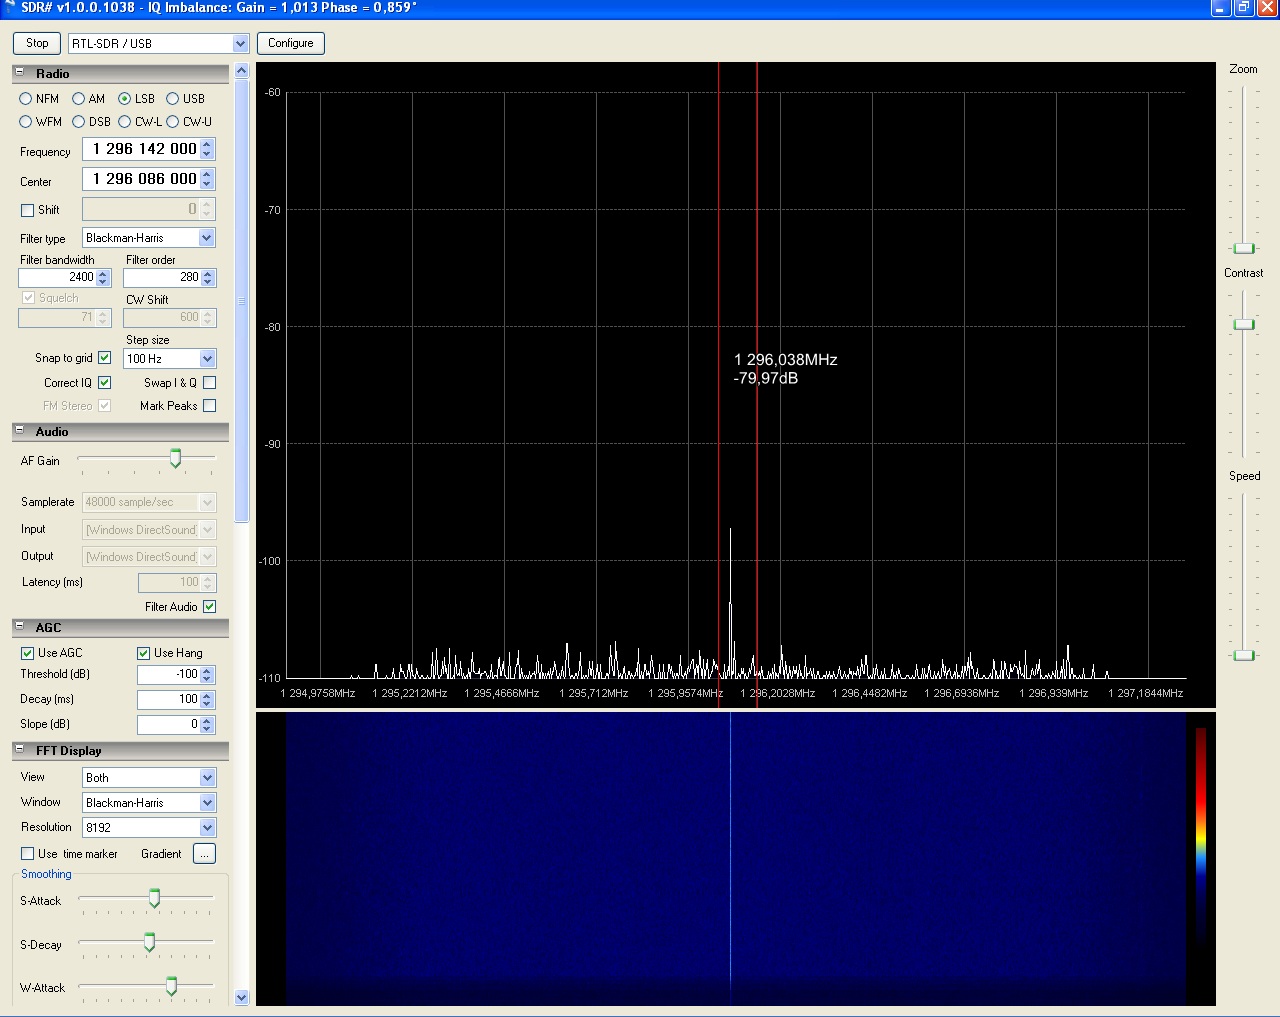 SDR# v1.0.0.1038 - IQ Imbalance: Gain = 1,013 Phase = 0,859°
Stop RTL-SDR / USB Configure
Radio
NFM AM LSB USB
WFM DSB CW-L CW-U
Frequency 1 296 142 000
Center 1 296 086 000
Shift 0
Filter type Blackman-Harris
Filter bandwidth Filter order
2400 280
Squelch CW Shift
71 600
Step size
Snap to grid 100 Hz
Correct IQ Swap I & Q
FM Stereo Mark Peaks
Audio
AF Gain
Samplerate 48000 sample/sec
Input [Windows DirectSound]
Output [Windows DirectSound]
Latency (ms) 100
Filter Audio
AGC
Use AGC Use Hang
Threshold (dB) -100
Decay (ms) 100
Slope (dB) 0
FFT Display
View Both
Window Blackman-Harris
Resolution 8192
Use time marker Gradient ...
Smoothing
S-Attack
S-Decay
W-Attack
-60
-70
-80
1 296,038MHz
-79,97dB
-90
-100
-110
1 294,9758MHz 1 295,2212MHz 1 295,4666MHz 1 295,712MHz 1 295,9574MHz 1 296,2028MHz 1 296,4482MHz 1 296,6936MHz 1 296,939MHz 1 297,1844MHz
Zoom
Contrast
Speed